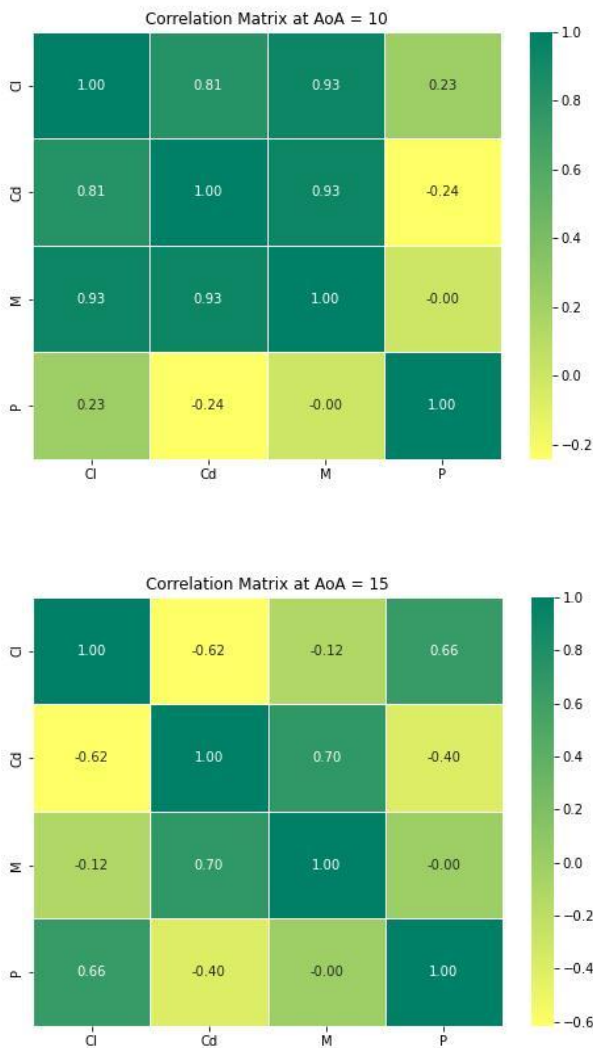 Correlation Matrix at AoA = 10
Cl 1.00 0.81 0.93 0.23
Cd 0.81 1.00 0.93 -0.24
M 0.93 0.93 1.00 -0.00
P 0.23 -0.24 -0.00 1.00
Cl Cd M P
1.0
0.8
0.6
0.4
0.2
0.0
−0.2
Correlation Matrix at AoA = 15
Cl 1.00 -0.62 -0.12 0.66
Cd -0.62 1.00 0.70 -0.40
M -0.12 0.70 1.00 -0.00
P 0.66 -0.40 -0.00 1.00
Cl Cd M P
1.0
0.8
0.6
0.4
0.2
0.0
−0.2
−0.4
−0.6